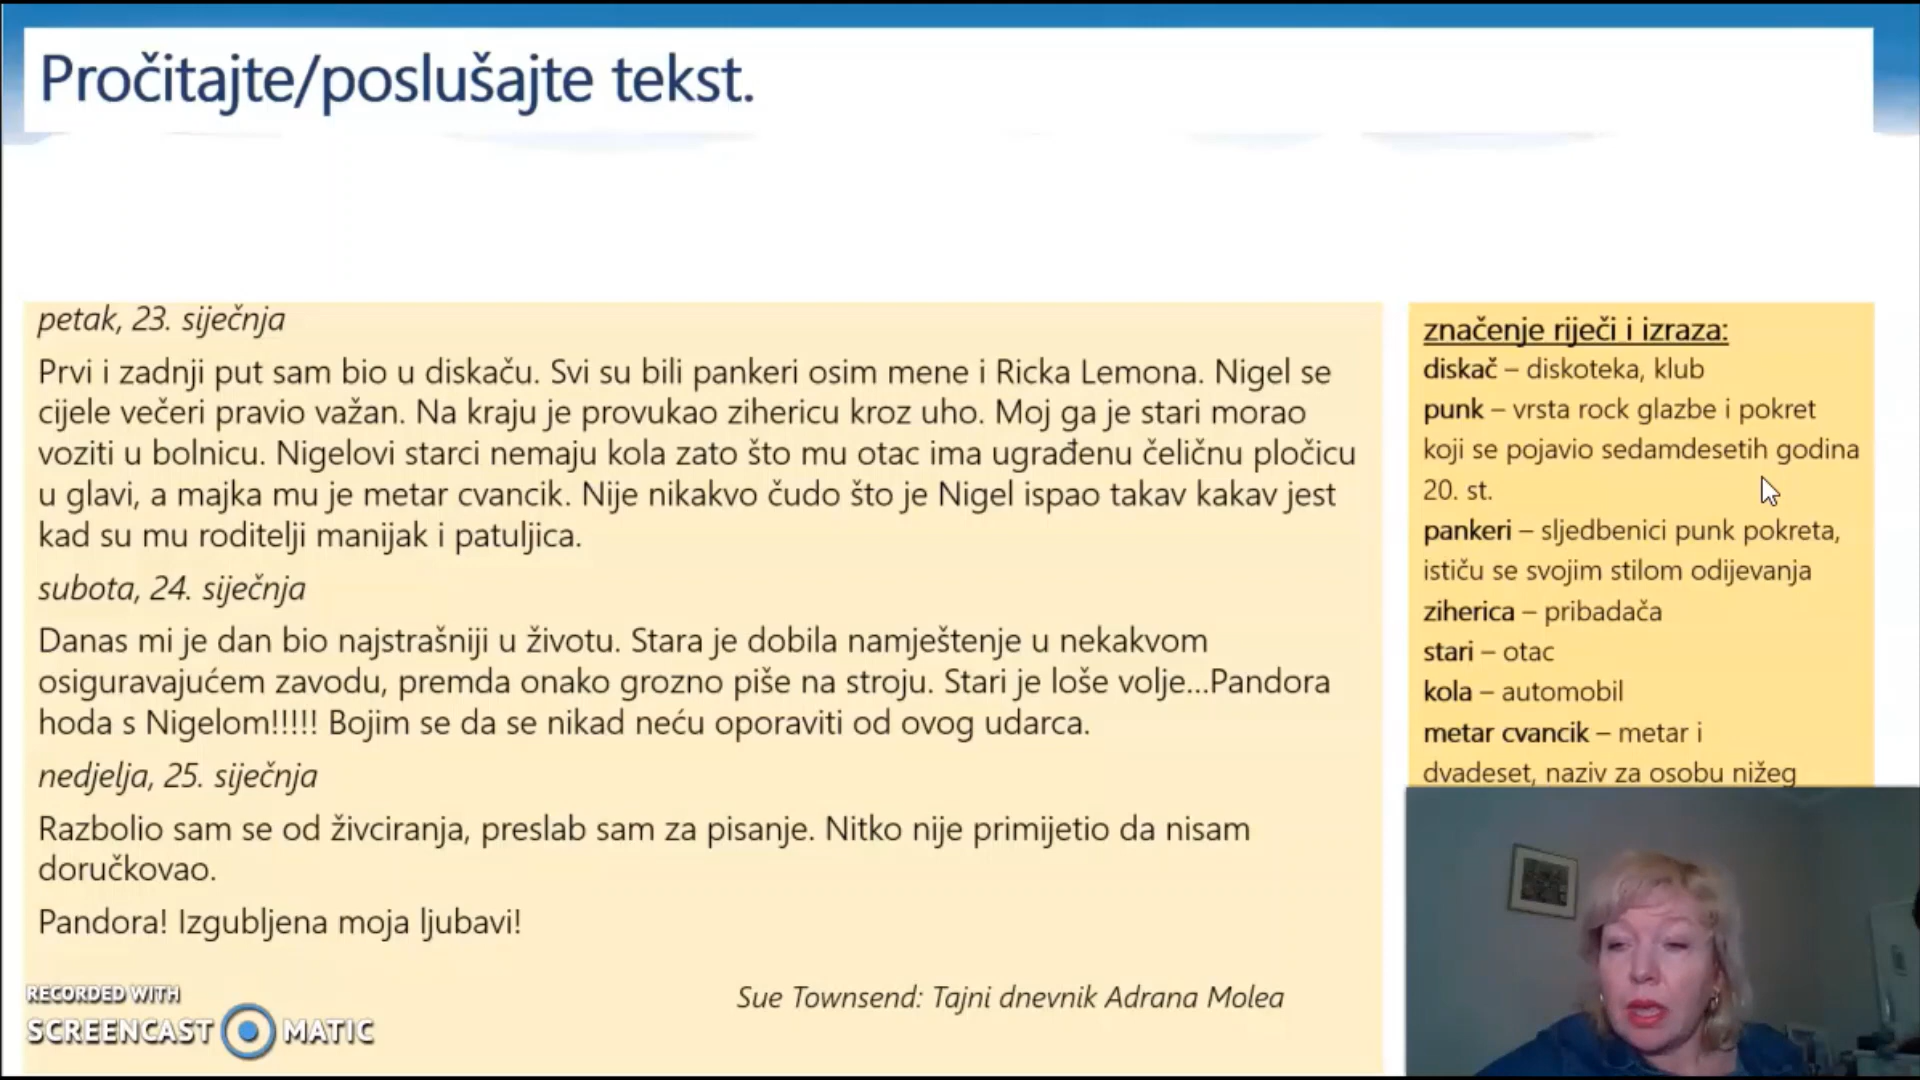 Pročitajte/poslušajte tekst.
petak, 23. siječnja
Prvi i zadnji put sam bio u diskaču. Svi su bili pankeri osim mene i Ricka Lemona. Nigel se
cijele večeri pravio važan. Na kraju je provukao zihericu kroz uho. Moj ga je stari morao
voziti u bolnicu. Nigelovi starci nemaju kola zato što mu otac ima ugrađenu čeličnu pločicu
u glavi, a majka mu je metar cvancik. Nije nikakvo čudo što je Nigel ispao takav kakav jest
kad su mu roditelji manijak i patuljica.
subota, 24. siječnja
Danas mi je dan bio najstrašniji u životu. Stara je dobila namještenje u nekakvom
osiguravajućem zavodu, premda onako grozno piše na stroju. Stari je loše volje...Pandora
hoda s Nigelom!!!!! Bojim se da se nikad neću oporaviti od ovog udarca.
nedjelja, 25. siječnja
Razbolio sam se od živciranja, preslab sam za pisanje. Nitko nije primijetio da nisam
doručkovao.
Pandora! Izgubljena moja ljubavi!
Sue Townsend: Tajni dnevnik Adrana Molea
značenje riječi i izraza:
diskač – diskoteka, klub
punk – vrsta rock glazbe i pokret
koji se pojavio sedamdesetih godina
20. st.
pankeri – sljedbenici punk pokreta,
ističu se svojim stilom odijevanja
ziherica – pribadača
stari – otac
kola – automobil
metar cvancik – metar i
dvadeset, naziv za osobu nižeg
RECORDED WITH
SCREENCAST MATIC